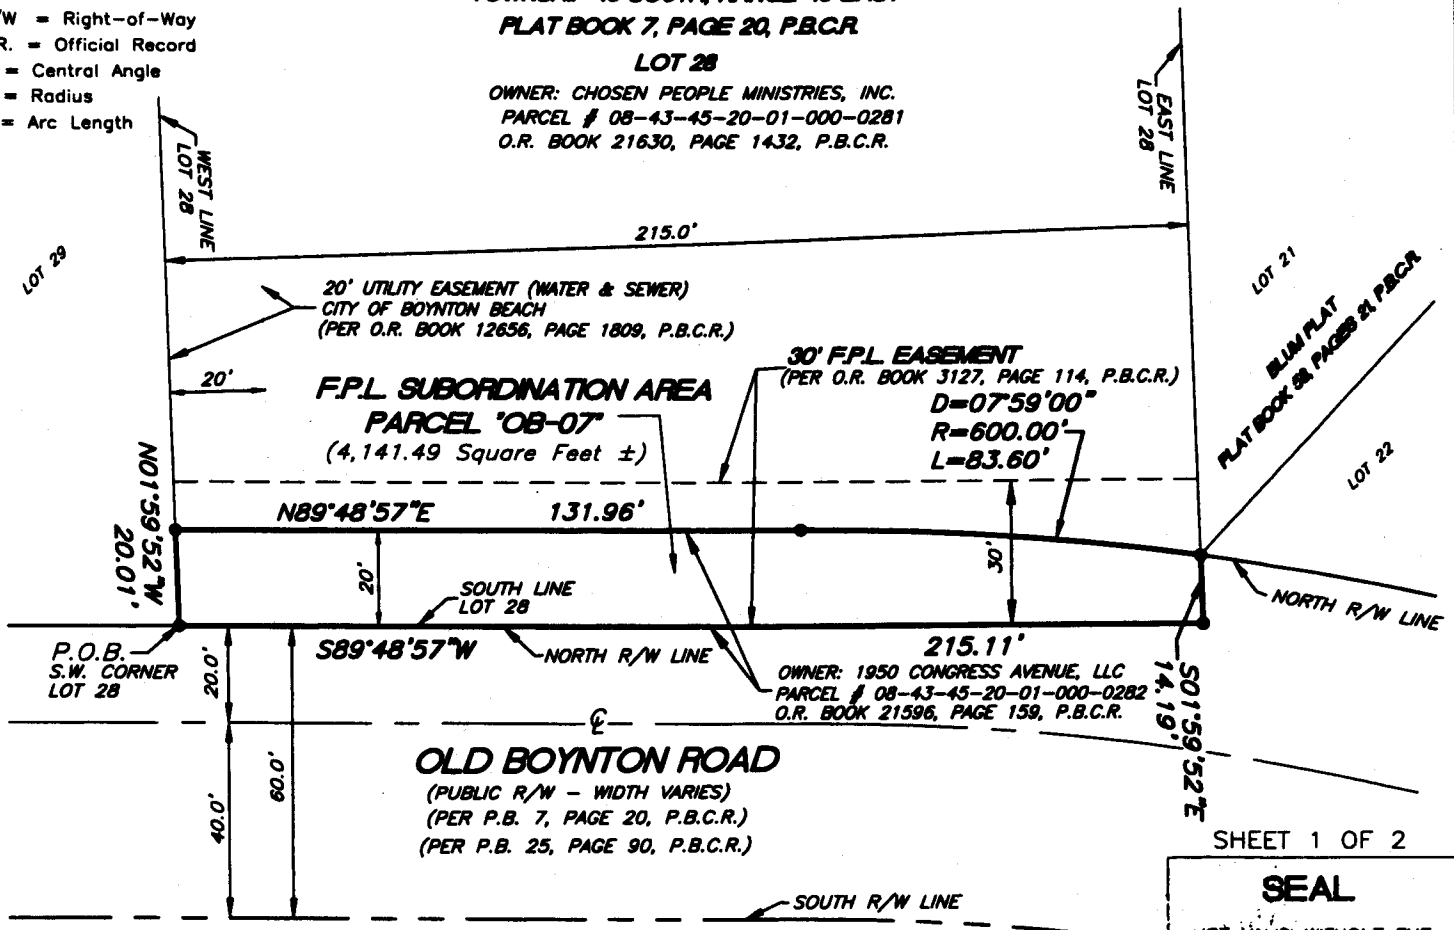 /W = Right-of-Way
R. = Official Record
= Central Angle
= Radius
= Arc Length
PLAT BOOK 7, PAGE 20, P.B.C.R.
LOT 28
OWNER: CHOSEN PEOPLE MINISTRIES, INC.
PARCEL # 08-43-45-20-01-000-0281
O.R. BOOK 21630, PAGE 1432, P.B.C.R.
WEST LINE
LOT 28
EAST LINE
LOT 28
215.0'
LOT 29
LOT 21
20' UTILITY EASEMENT (WATER & SEWER)
CITY OF BOYNTON BEACH
(PER O.R. BOOK 12656, PAGE 1809, P.B.C.R.)
BLUM PLAT
PLAT BOOK 58, PAGES 21, P.B.C.R.
LOT 22
30' F.P.L. EASEMENT
(PER O.R. BOOK 3127, PAGE 114, P.B.C.R.)
20'
F.P.L. SUBORDINATION AREA
PARCEL "OB-07"
(4,141.49 Square Feet ±)
D=07°59'00"
R=600.00'
L=83.60'
N01°59'52"W
20.01'
N89°48'57"E 131.96'
20'
30'
SOUTH LINE
LOT 28
NORTH R/W LINE
P.O.B.
S.W. CORNER
LOT 28
S89°48'57"W
NORTH R/W LINE
215.11'
OWNER: 1950 CONGRESS AVENUE, LLC
PARCEL # 08-43-45-20-01-000-0282
O.R. BOOK 21596, PAGE 159, P.B.C.R.
S01°59'52"E
14.19'
20.0'
40.0'
60.0'
℄
OLD BOYNTON ROAD
(PUBLIC R/W - WIDTH VARIES)
(PER P.B. 7, PAGE 20, P.B.C.R.)
(PER P.B. 25, PAGE 90, P.B.C.R.)
SOUTH R/W LINE
SHEET 1 OF 2
SEAL